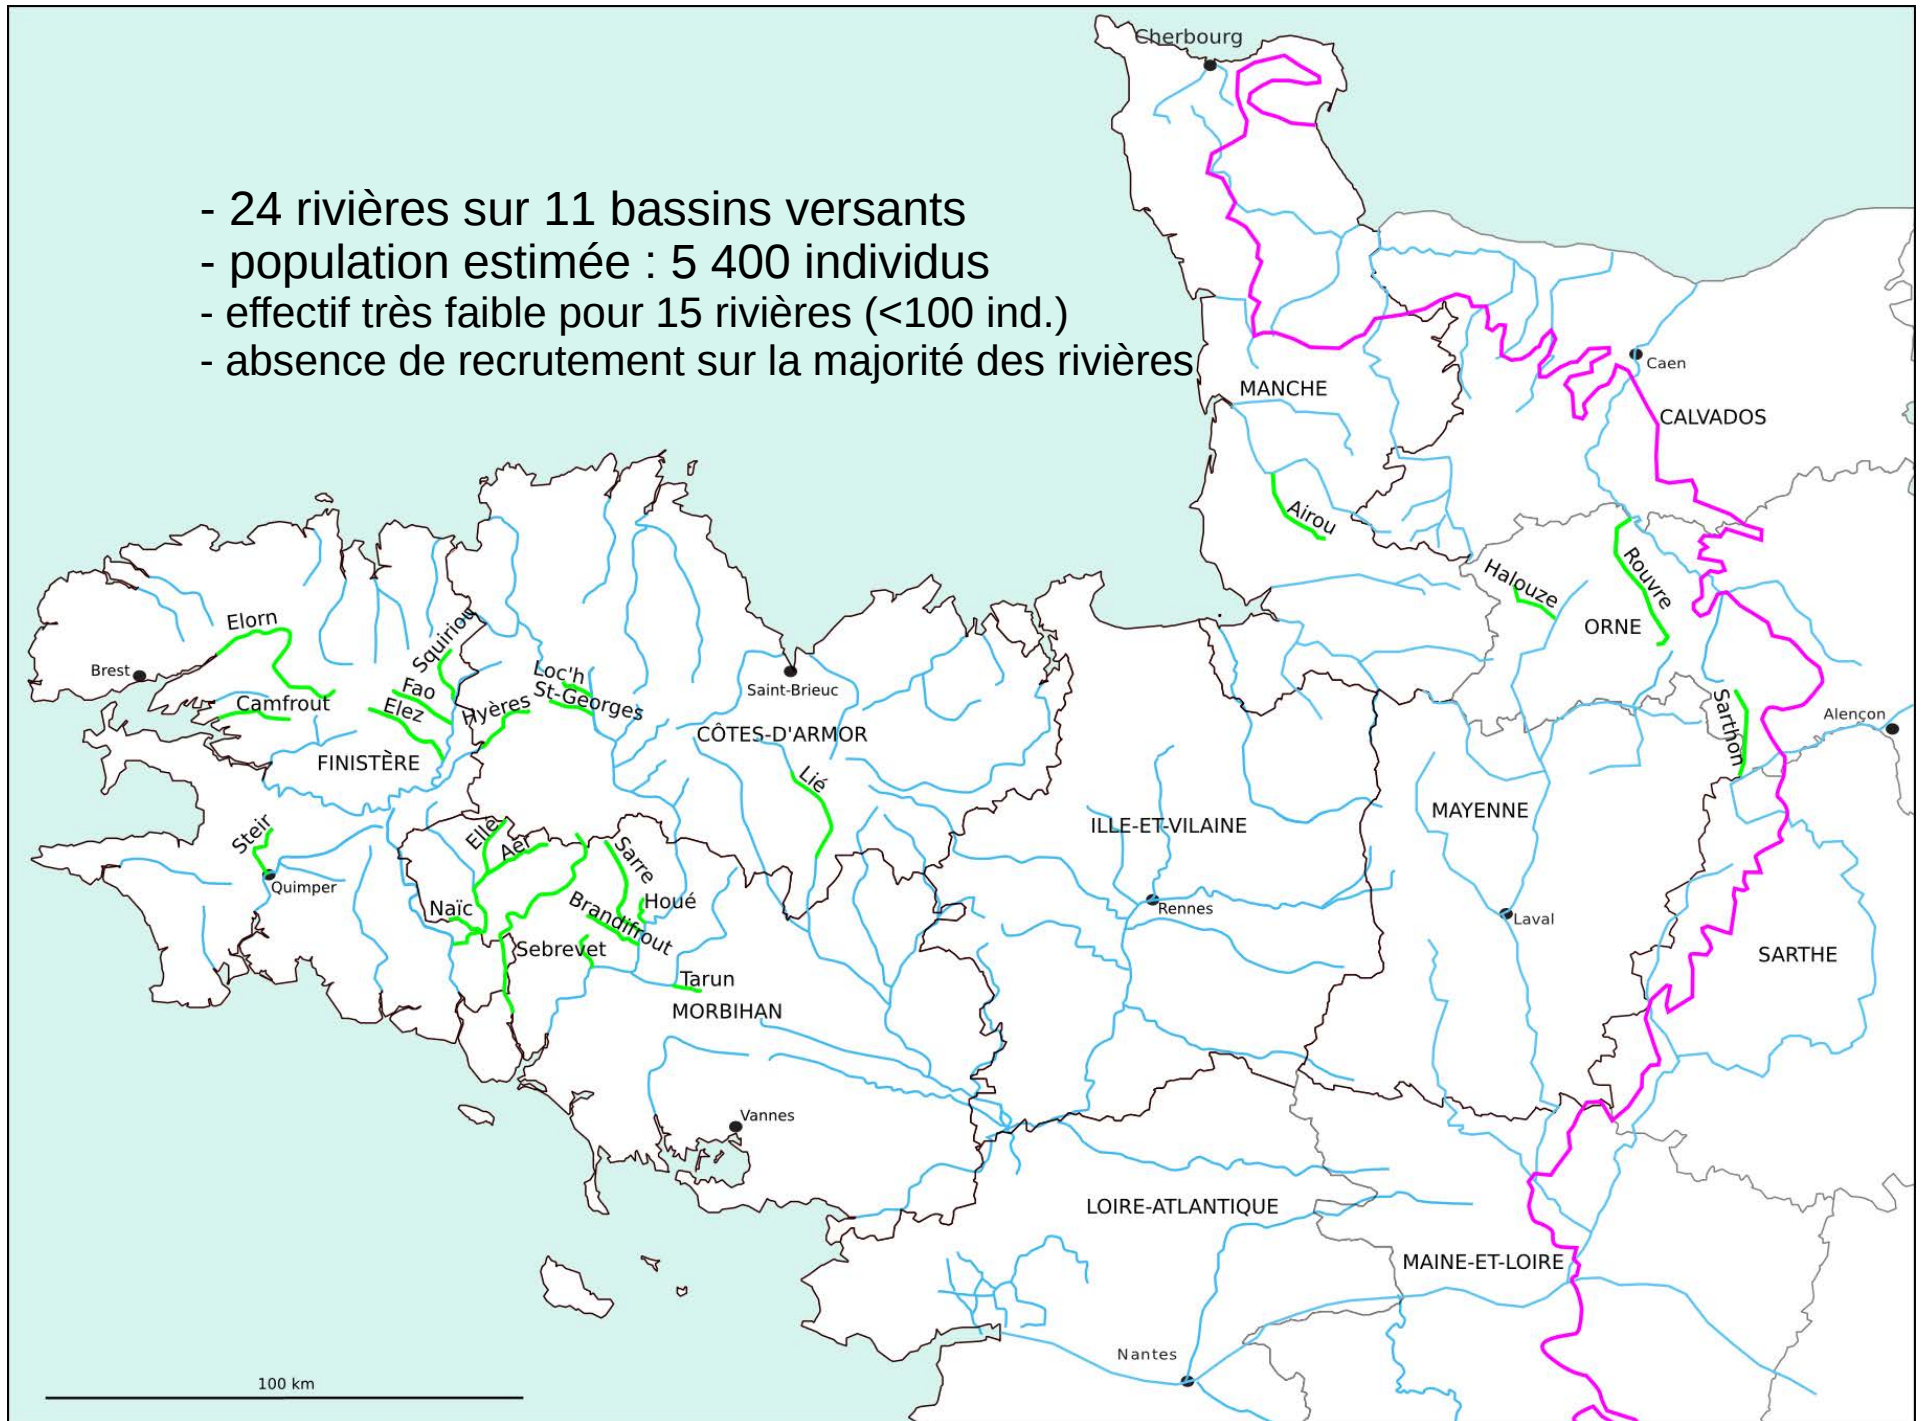 Cherbourg
- 24 rivières sur 11 bassins versants
- population estimée : 5 400 individus
- effectif très faible pour 15 rivières (<100 ind.)
- absence de recrutement sur la majorité des rivières
Caen
MANCHE
CALVADOS
Airou
Halouze
Rouvre
ORNE
Elorn
Squiriou
Brest
Loc'h
Saint-Brieuc
Fao
St-Georges
Camfrout
Elez
Hyères
Sarthon
Alençon
CÔTES-D'ARMOR
FINISTÈRE
Lié
MAYENNE
ILLE-ET-VILAINE
Steir
Ellé
Aër
Sarre
Quimper
Naïc
Houé
Brandifrout
Rennes
Laval
Sebrevet
SARTHE
Tarun
MORBIHAN
Vannes
LOIRE-ATLANTIQUE
MAINE-ET-LOIRE
Nantes
100 km